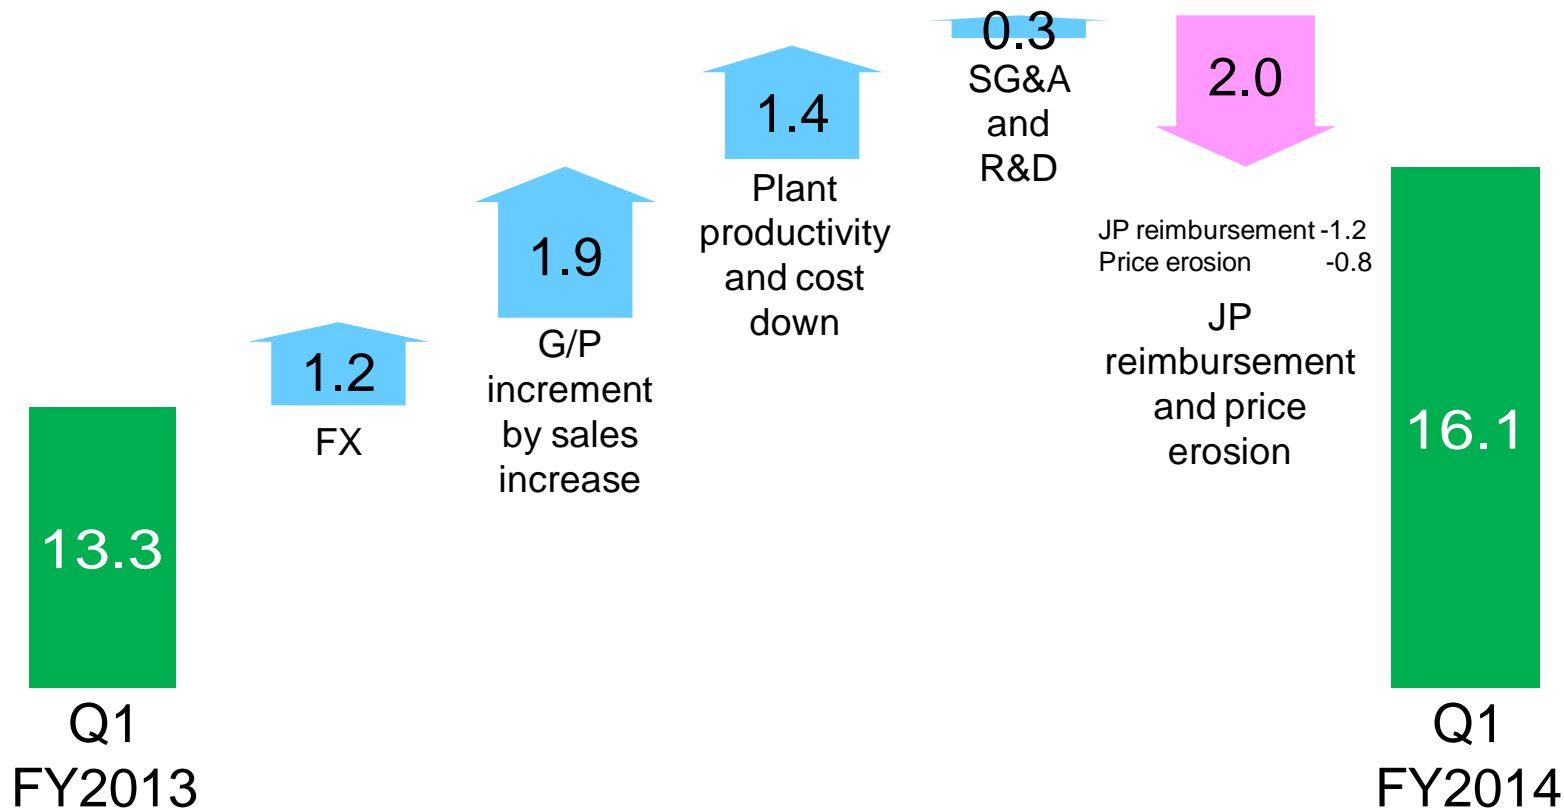 13.3
Q1
FY2013
1.2
FX
1.9
G/P
increment
by sales
increase
1.4
Plant
productivity
and cost
down
0.3
SG&A
and
R&D
2.0
JP reimbursement -1.2
Price erosion -0.8
JP
reimbursement
and price
erosion
16.1
Q1
FY2014